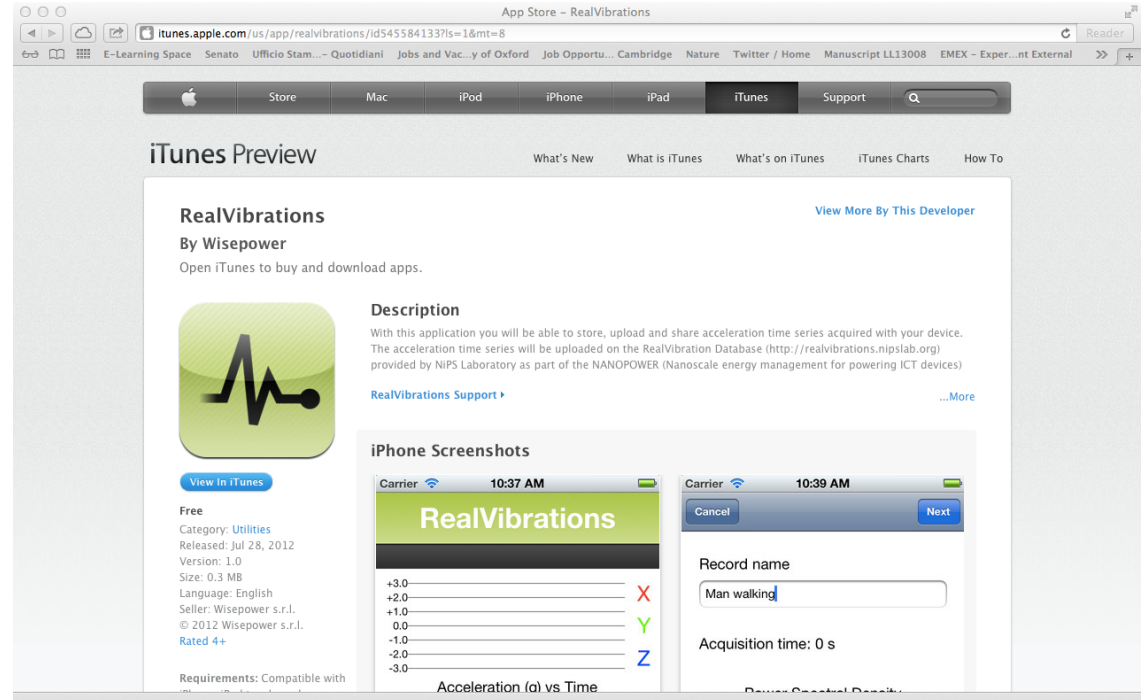 App Store – RealVibrations
itunes.apple.com/us/app/realvibrations/id545584133?ls=1&mt=8
Reader
E-Learning Space Senato Ufficio Stam...– Quotidiani Jobs and Vac...y of Oxford Job Opportu... Cambridge Nature Twitter / Home Manuscript LL13008 EMEX – Exper...nt External
Store Mac iPod iPhone iPad iTunes Support
iTunes Preview
What's New What is iTunes What's on iTunes iTunes Charts How To
RealVibrations
View More By This Developer
By Wisepower
Open iTunes to buy and download apps.
Description
With this application you will be able to store, upload and share acceleration time series acquired with your device.
The acceleration time series will be uploaded on the RealVibration Database (http://realvibrations.nipslab.org)
provided by NiPS Laboratory as part of the NANOPOWER (Nanoscale energy management for powering ICT devices)
RealVibrations Support
...More
iPhone Screenshots
View In iTunes
Free
Category: Utilities
Released: Jul 28, 2012
Version: 1.0
Size: 0.3 MB
Language: English
Seller: Wisepower s.r.l.
© 2012 Wisepower s.r.l.
Rated 4+
Requirements: Compatible with
Carrier 10:37 AM
RealVibrations
+3.0
+2.0
+1.0
0.0
-1.0
-2.0
-3.0
X
Y
Z
Acceleration (g) vs Time
Carrier 10:39 AM
Cancel Next
Record name
Man walking
Acquisition time: 0 s
Power Spectral Density